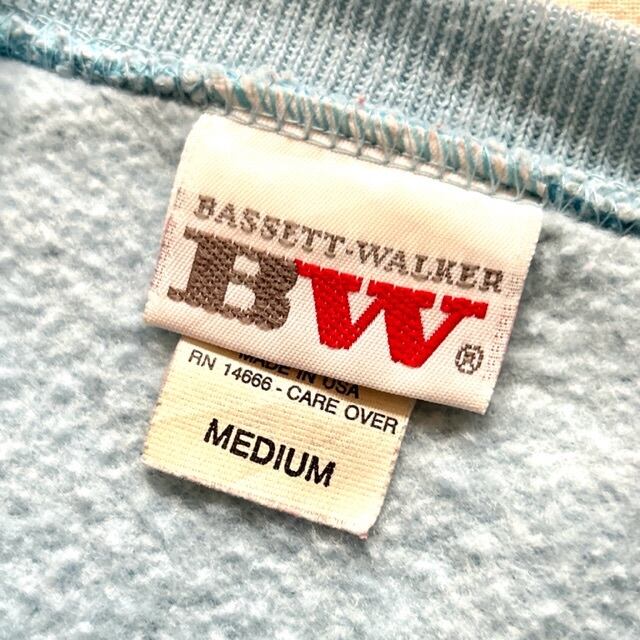 BASSETT-WALKER
BW®
MADE IN USA
RN 14666 - CARE OVER
MEDIUM